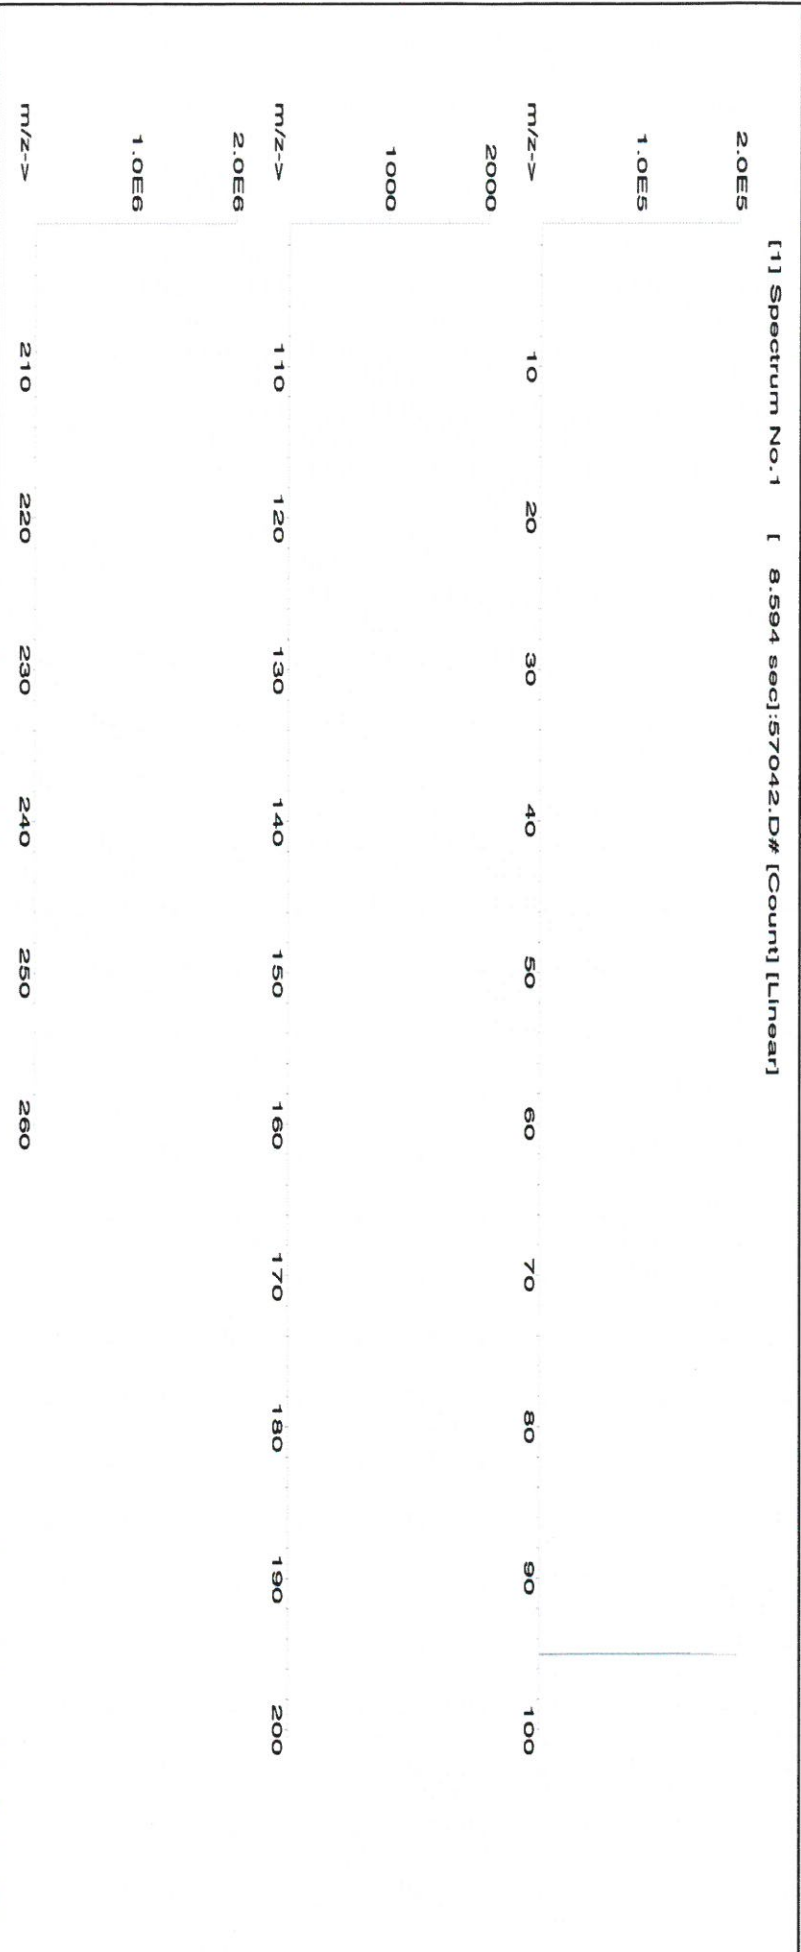 [1] Spectrum No.1 [ 8.594 sec]:57042.D# [Count] [Linear]
2.0E5
1.0E5
m/z-> 10 20 30 40 50 60 70 80 90 100
2000
1000
m/z-> 110 120 130 140 150 160 170 180 190 200
2.0E6
1.0E6
m/z-> 210 220 230 240 250 260